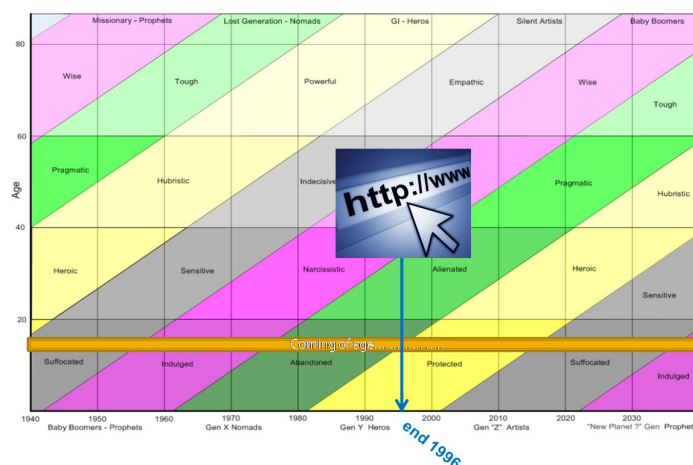 Missionary - Prophets Lost Generation - Nomads GI - Heros Silent Artists Baby Boomers
80
Wise Tough Powerful Empathic Wise
Tough
60
Pragmatic Hubristic Indecisive Pragmatic Hubristic
http://www
Age
40
Heroic Sensitive Narcissistic Alienated Heroic
Sensitive
20
Coming of age................
Suffocated Indulged Abandoned Protected Suffocated
Indulged
1940 1950 1960 1970 1980 1990 2000 2010 2020 2030
Baby Boomers - Prophets Gen X Nomads Gen Y Heros Gen "Z" Artists "New Planet ?" Gen Prophet
end 1996